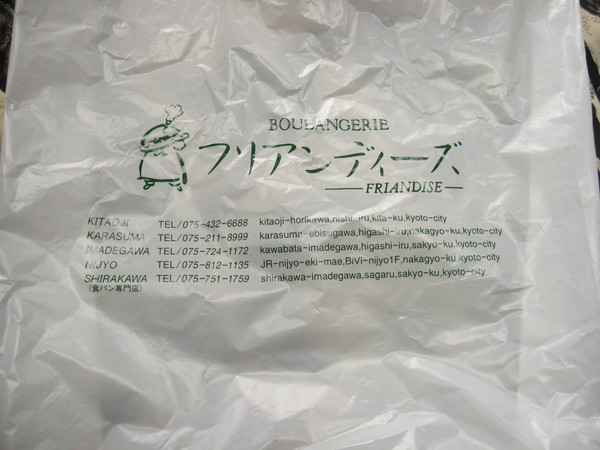 BOULANGERIE
フリアンディーズ、
FRIANDISE
KITAOJI TEL/075-432-6688 kitaoji-horikawa,nishi-iru,kita-ku,kyoto-city
KARASUMA TEL/075-211-8999 karasuma-ebisugawa,higashi-iru,nakagyo-ku,kyoto-city
IMADEGAWA TEL/075-724-1172 kawabata-imadegawa,higashi-iru,sakyo-ku,kyoto-city
NIJYO TEL/075-812-1135 JR-nijyo-eki-mae,BiVi-nijyo1F,nakagyo-ku,kyoto-city
SHIRAKAWA TEL/075-751-1759 shirakawa-imadegawa,sagaru,sakyo-ku,kyoto-city
(食パン専門店)